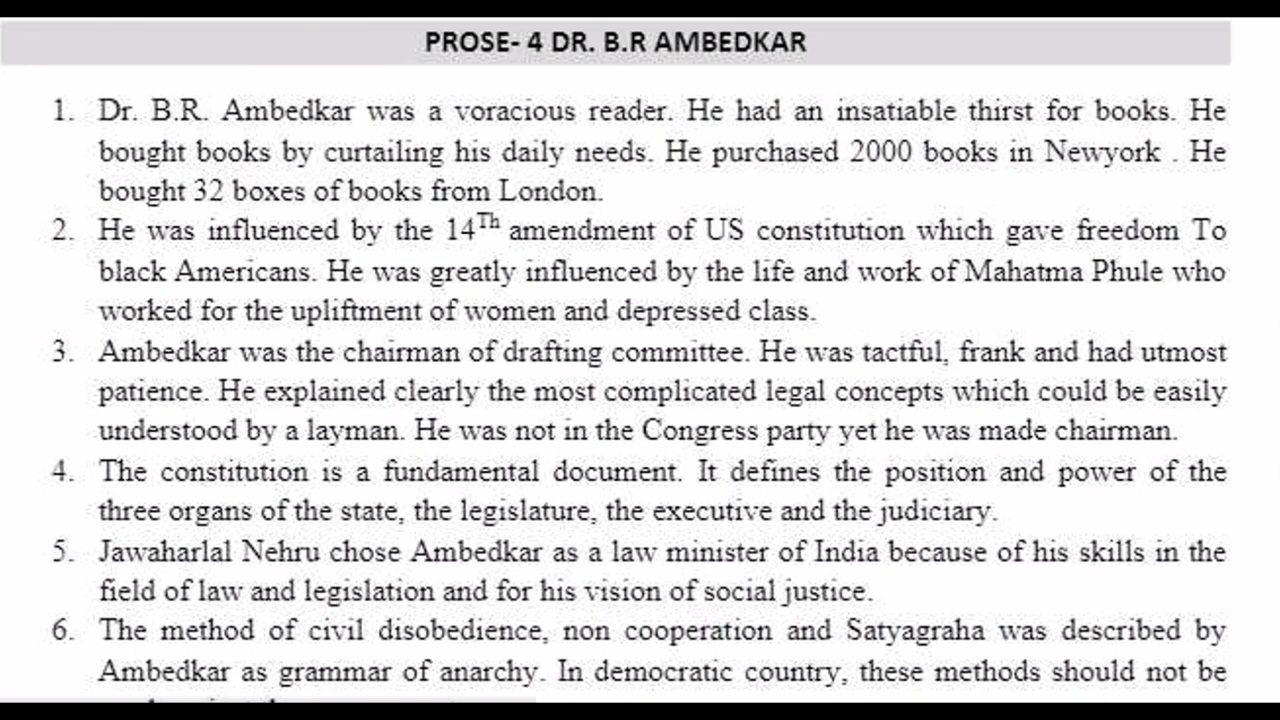 PROSE- 4 DR. B.R AMBEDKAR
1. Dr. B.R. Ambedkar was a voracious reader. He had an insatiable thirst for books. He
bought books by curtailing his daily needs. He purchased 2000 books in Newyork . He
bought 32 boxes of books from London.
2. He was influenced by the 14Th amendment of US constitution which gave freedom To
black Americans. He was greatly influenced by the life and work of Mahatma Phule who
worked for the upliftment of women and depressed class.
3. Ambedkar was the chairman of drafting committee. He was tactful, frank and had utmost
patience. He explained clearly the most complicated legal concepts which could be easily
understood by a layman. He was not in the Congress party yet he was made chairman.
4. The constitution is a fundamental document. It defines the position and power of the
three organs of the state, the legislature, the executive and the judiciary.
5. Jawaharlal Nehru chose Ambedkar as a law minister of India because of his skills in the
field of law and legislation and for his vision of social justice.
6. The method of civil disobedience, non cooperation and Satyagraha was described by
Ambedkar as grammar of anarchy. In democratic country, these methods should not be